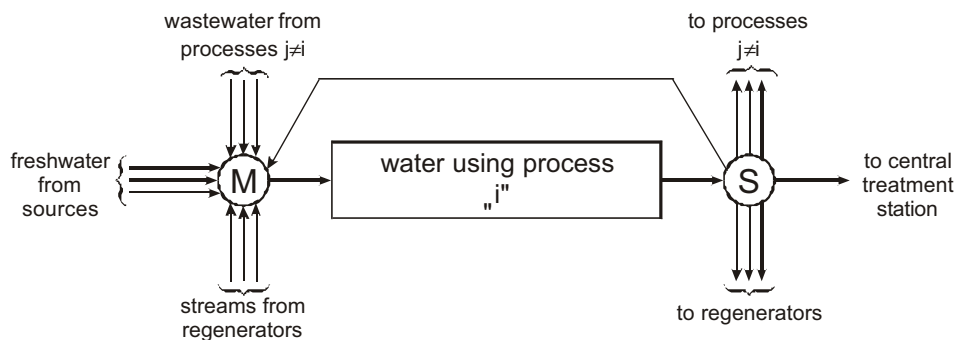 wastewater from
processes j≠i
to processes
j≠i
freshwater
from
sources
M
water using process
„i"
S
to central
treatment
station
streams from
regenerators
to regenerators